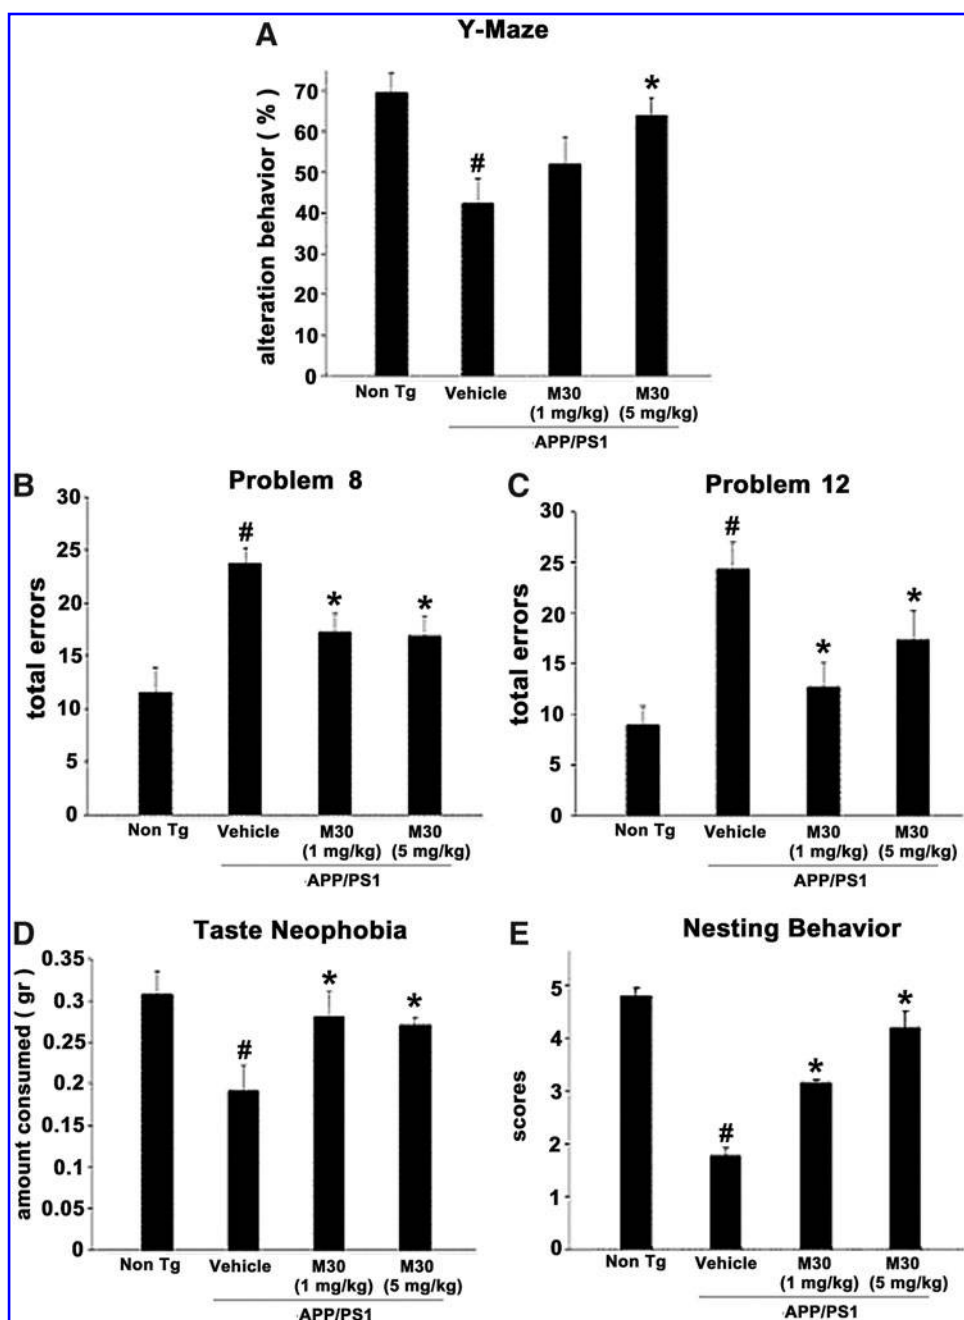 A
Y-Maze
alteration behavior ( % )
70
60
50
40
30
20
10
0
#
*
Non Tg
Vehicle
M30
(1 mg/kg)
M30
(5 mg/kg)
APP/PS1
B
Problem 8
total errors
30
25
20
15
10
5
0
#
*
*
Non Tg
Vehicle
M30
(1 mg/kg)
M30
(5 mg/kg)
APP/PS1
C
Problem 12
total errors
30
25
20
15
10
5
0
#
*
*
Non Tg
Vehicle
M30
(1 mg/kg)
M30
(5 mg/kg)
APP/PS1
D
Taste Neophobia
amount consumed ( gr )
0.35
0.3
0.25
0.2
0.15
0.1
0.05
0
#
*
*
Non Tg
Vehicle
M30
(1 mg/kg)
M30
(5 mg/kg)
APP/PS1
E
Nesting Behavior
scores
5
4
3
2
1
0
#
*
*
Non Tg
Vehicle
M30
(1 mg/kg)
M30
(5 mg/kg)
APP/PS1